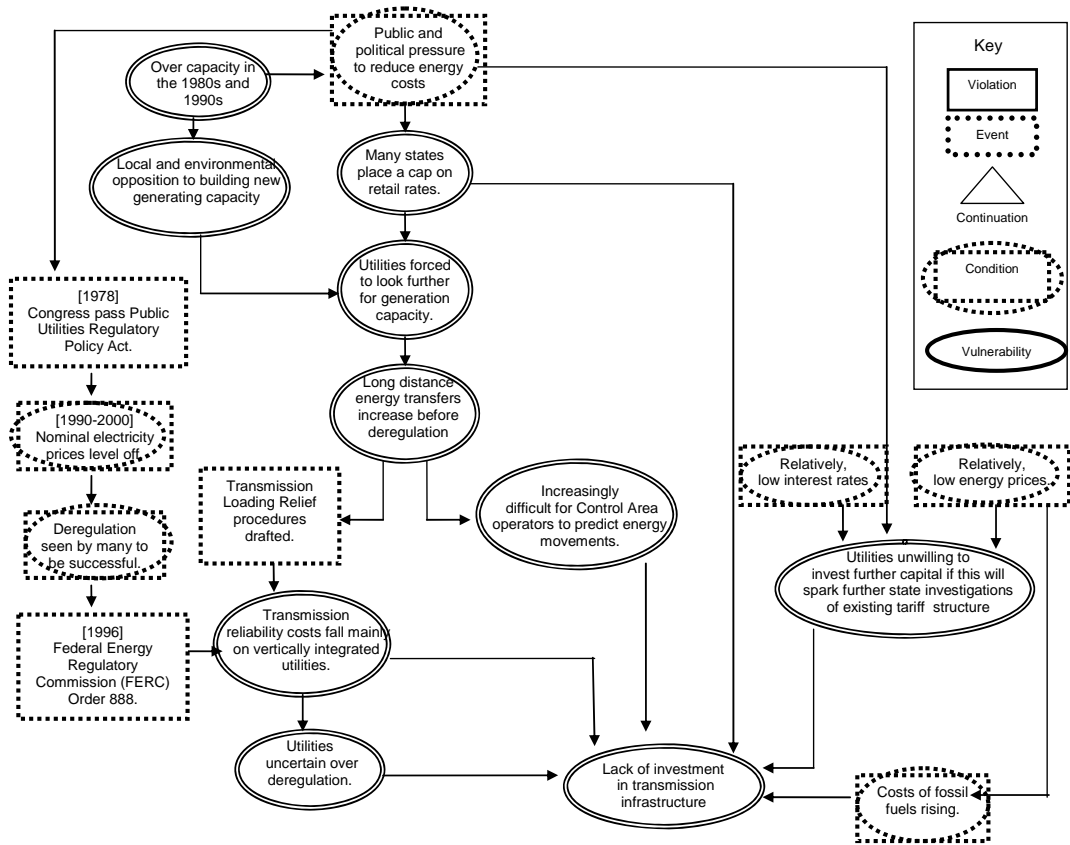 Public and
political pressure
to reduce energy
costs
Over capacity in
the 1980s and
1990s
Local and environmental
opposition to building new
generating capacity
Many states
place a cap on
retail rates.
Utilities forced
to look further
for generation
capacity.
[1978]
Congress pass Public
Utilities Regulatory
Policy Act.
Long distance
energy transfers
increase before
deregulation
[1990-2000]
Nominal electricity
prices level off.
Transmission
Loading Relief
procedures
drafted.
Increasingly
difficult for Control Area
operators to predict energy
movements.
Relatively,
low interest rates
Relatively,
low energy prices.
Deregulation
seen by many to
be successful.
Utilities unwilling to
invest further capital if this will
spark further state investigations
of existing tariff structure
[1996]
Federal Energy
Regulatory
Commission (FERC)
Order 888.
Transmission
reliability costs fall mainly
on vertically integrated
utilities.
Utilities
uncertain over
deregulation.
Lack of investment
in transmission
infrastructure
Costs of fossil
fuels rising.
Key
Violation
Event
Continuation
Condition
Vulnerability